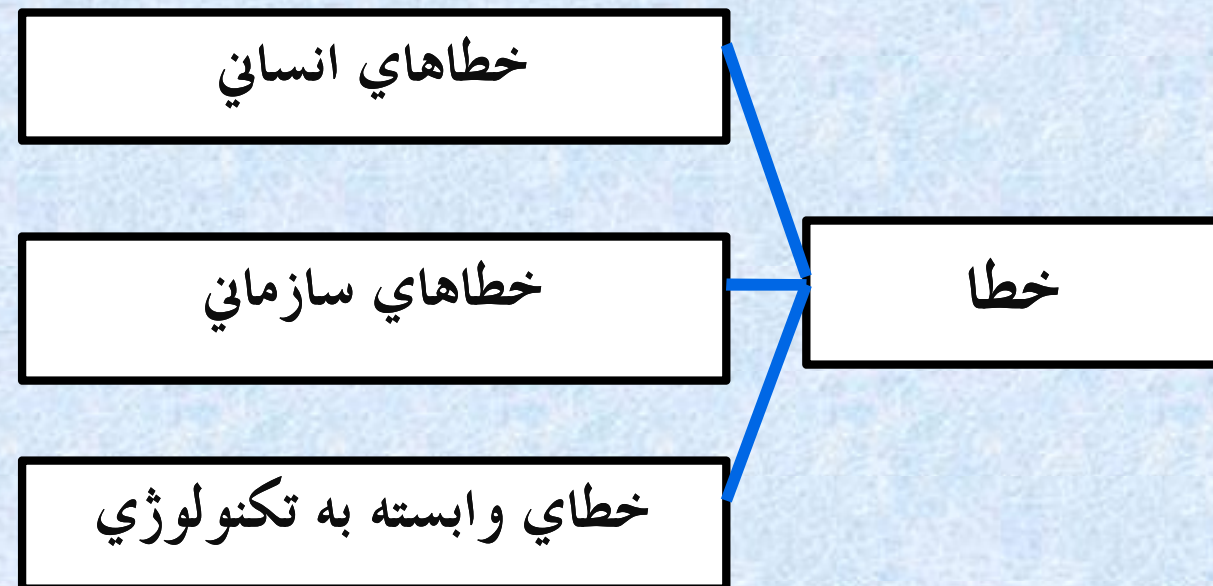 خطا
خطاهاي انساني
خطاهاي سازماني
خطاي وابسته به تكنولوژي